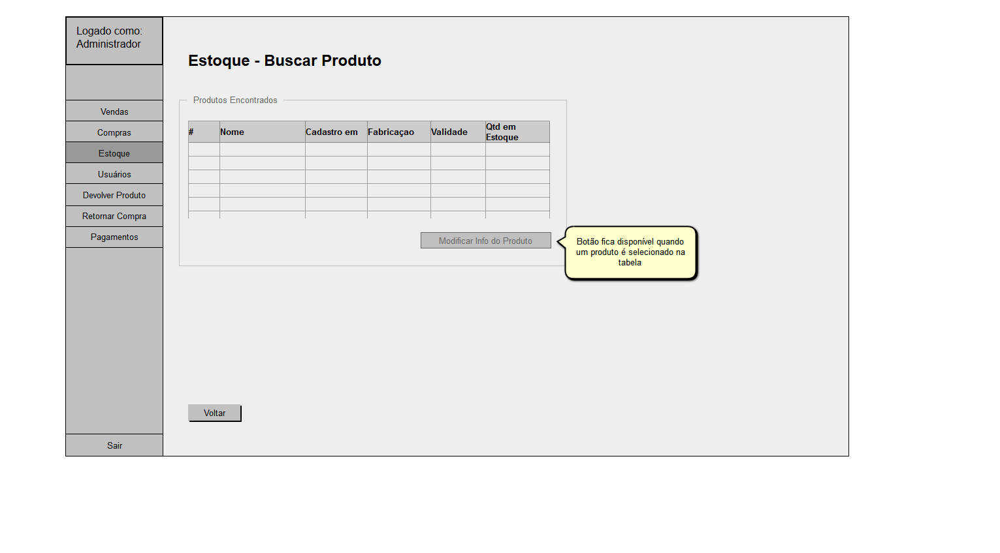 Logado como:
Administrador
Vendas
Compras
Estoque
Usuários
Devolver Produto
Retornar Compra
Pagamentos
Sair
Estoque - Buscar Produto
Produtos Encontrados
# Nome Cadastro em Fabricaçao Validade Qtd em
Estoque
Modificar Info do Produto
Botão fica disponível quando
um produto é selecionado na
tabela
Voltar